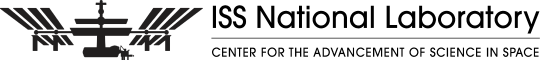 ISS National Laboratory
CENTER FOR THE ADVANCEMENT OF SCIENCE IN SPACE